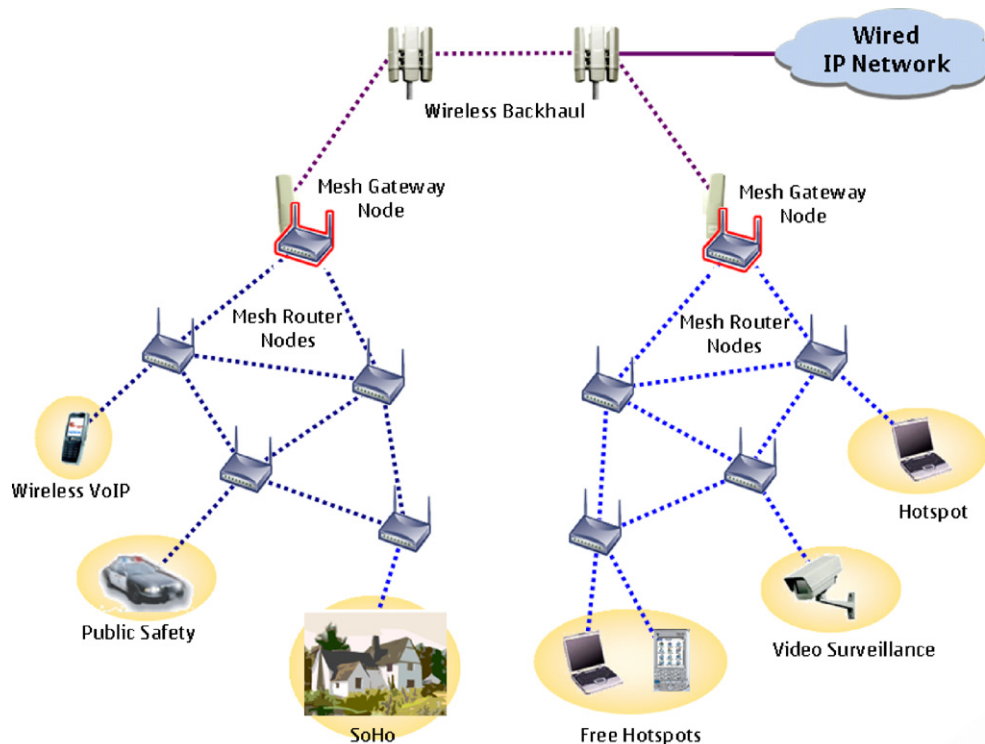 Wired
IP Network
Wireless Backhaul
Mesh Gateway
Node
Mesh Gateway
Node
Mesh Router
Nodes
Mesh Router
Nodes
Wireless VoIP
Hotspot
Public Safety
Video Surveillance
SoHo
Free Hotspots